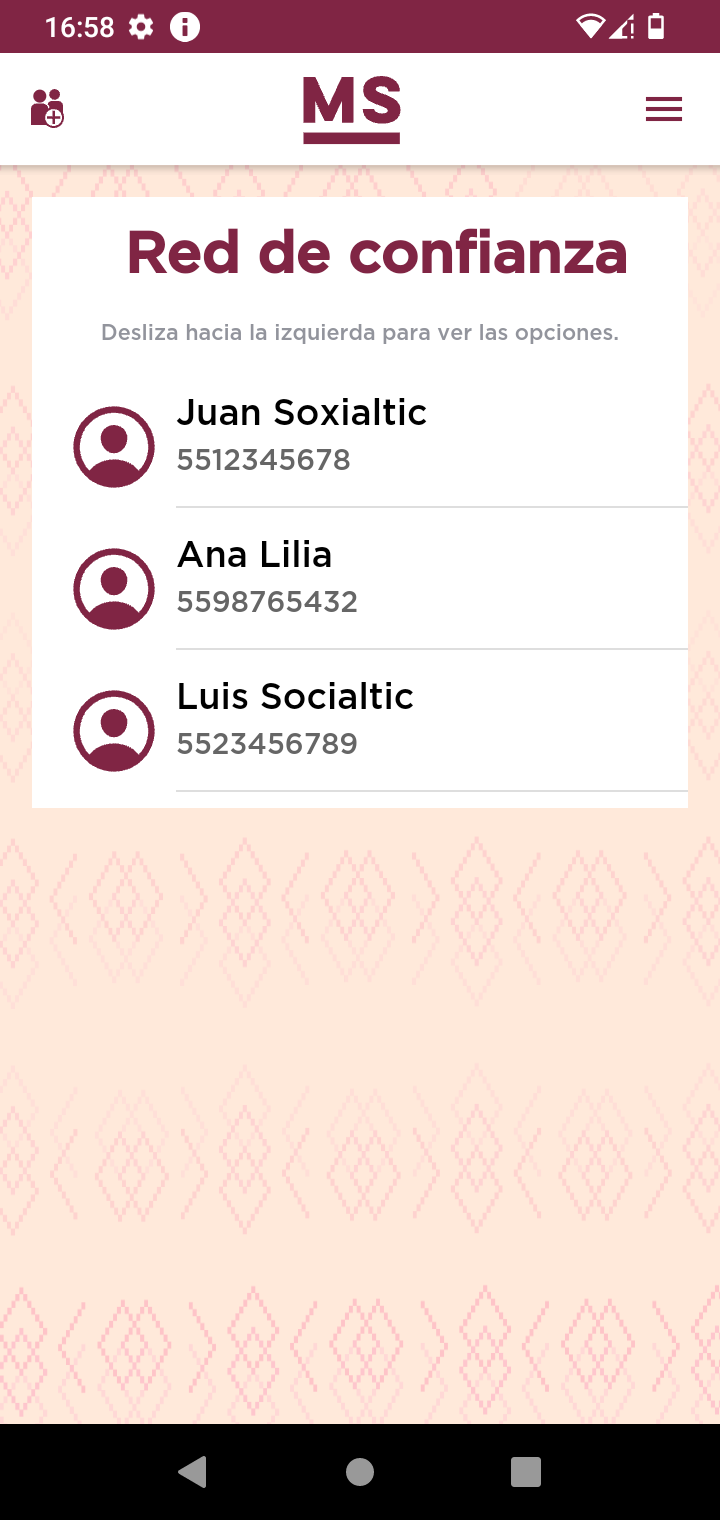 16:58
MS
Red de confianza
Desliza hacia la izquierda para ver las opciones.
Juan Soxialtic
5512345678
Ana Lilia
5598765432
Luis Socialtic
5523456789